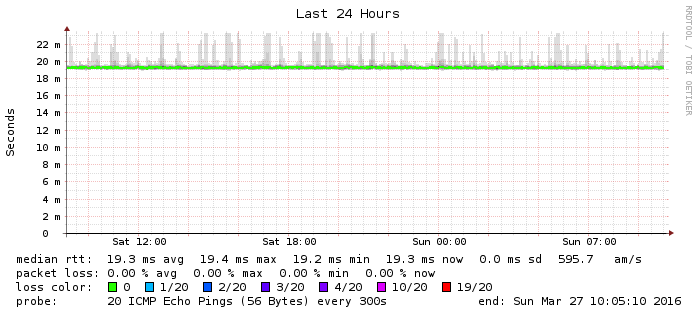 Last 24 Hours
RRDTOOL / TOBI OETIKER
Seconds
22 m
20 m
18 m
16 m
14 m
12 m
10 m
8 m
6 m
4 m
2 m
0
Sat 12:00 Sat 18:00 Sun 00:00 Sun 07:00
median rtt: 19.3 ms avg 19.4 ms max 19.2 ms min 19.3 ms now 0.0 ms sd 595.7 am/s
packet loss: 0.00 % avg 0.00 % max 0.00 % min 0.00 % now
loss color: 0 1/20 2/20 3/20 4/20 10/20 19/20
probe: 20 ICMP Echo Pings (56 Bytes) every 300s end: Sun Mar 27 10:05:10 2016